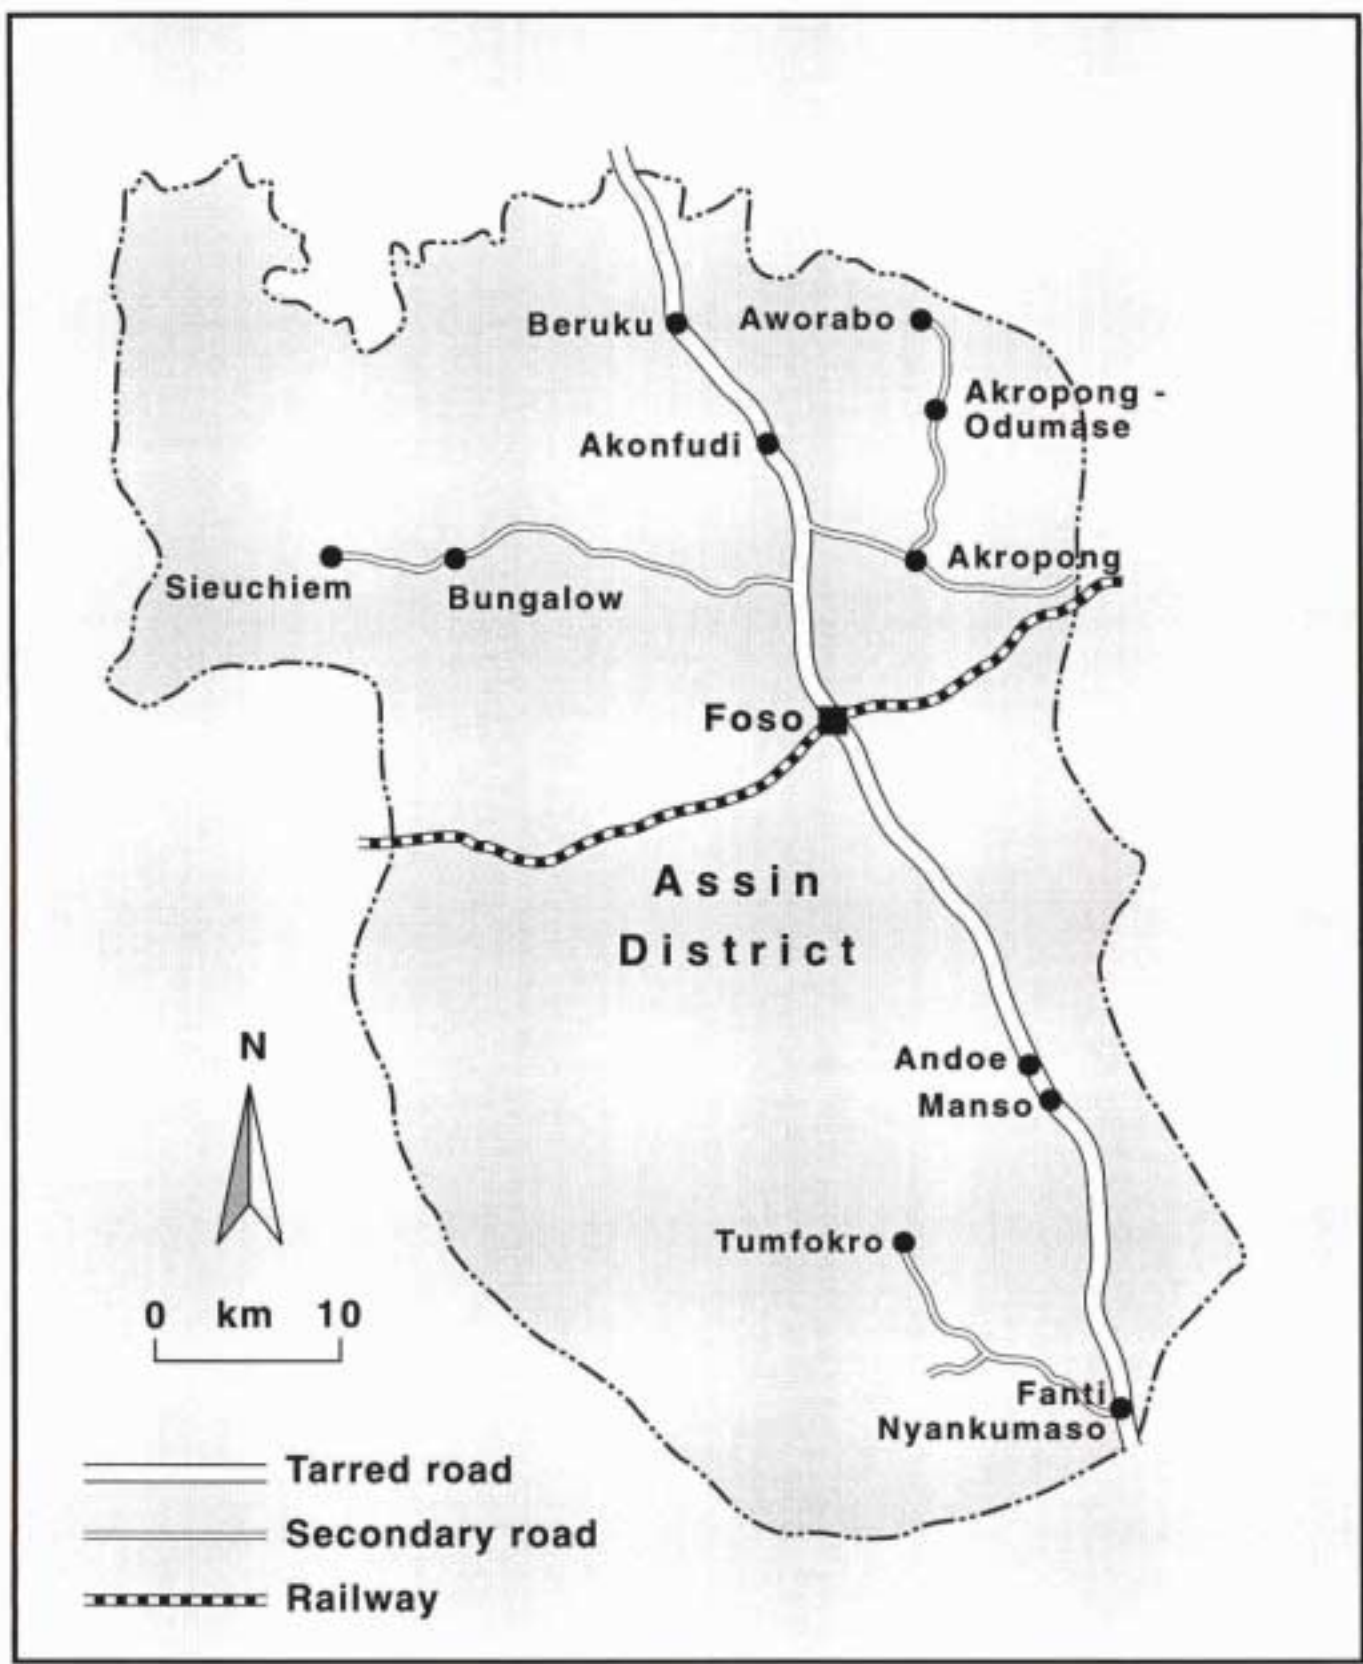 Beruku
Aworabo
Akropong -
Odumase
Akonfudi
Akropong
Sieuchiem
Bungalow
Foso
Assin
District
N
Andoe
Manso
Tumfokro
0 km 10
Fanti
Nyankumaso
Tarred road
Secondary road
Railway